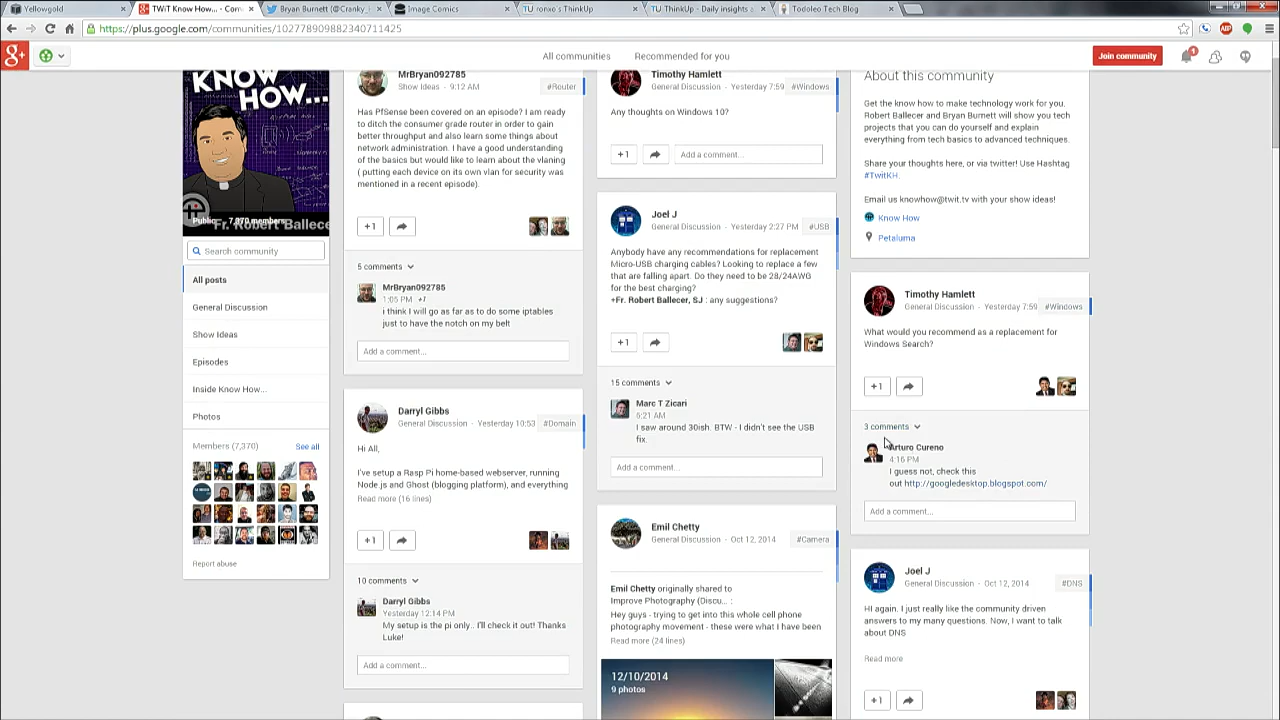 Yellowgold
TWiT Know How... - Com
Bryan Burnett (@Cranky_
Image Comics
ronxo's ThinkUp
ThinkUp - Daily insights a
Todoleo Tech Blog
https://plus.google.com/communities/102778909882340711425
All communities
Recommended for you
Join community
1
KNOW
HOW...
Public - 7,370 members
Fr. Robert Ballece
Search community
All posts
General Discussion
Show Ideas
Episodes
Inside Know How...
Photos
Members (7,370)
See all
Report abuse
MrBryan092785
Show Ideas - 9:12 AM
#Router
Has PfSense been covered on an episode? I am ready
to ditch the consumer grade router in order to gain
better throughput and also learn some things about
network administration. I have a good understanding
of the basics but would like to learn about the vlaning
( putting each device on its own vlan for security was
mentioned in a recent episode).
+1
5 comments
MrBryan092785
1:05 PM +1
i think I will go as far as to do some iptables
just to have the notch on my belt
Add a comment...
Darryl Gibbs
General Discussion - Yesterday 10:53
#Domain
Hi All,
I've setup a Rasp Pi home-based webserver, running
Node js and Ghost (blogging platform), and everything
Read more (16 lines)
+1
10 comments
Darryl Gibbs
Yesterday 12:14 PM
My setup is the pi only.. I'll check it out! Thanks
Luke!
Add a comment...
Timothy Hamlett
General Discussion - Yesterday 7:59
#Windows
Any thoughts on Windows 10?
+1
Add a comment...
Joel J
General Discussion - Yesterday 2:27 PM
#USB
Anybody have any recommendations for replacement
Micro-USB charging cables? Looking to replace a few
that are falling apart. Do they need to be 28/24AWG
for the best charging?
+Fr. Robert Ballecer, SJ : any suggestions?
+1
15 comments
Marc T Zicari
6:21 AM
I saw around 30ish. BTW - I didn't see the USB
fix.
Add a comment...
Emil Chetty
General Discussion - Oct 12, 2014
#Camera
Emil Chetty originally shared to
Improve Photography (Discu... :
Hey guys - trying to get into this whole cell phone
photography movement - these were what I have been
Read more (24 lines)
12/10/2014
9 photos
About this community
Get the know how to make technology work for you.
Robert Ballecer and Bryan Burnett will show you tech
projects that you can do yourself and explain
everything from tech basics to advanced techniques.
Share your thoughts here, or via twitter! Use Hashtag
#TwitKH.
Email us knowhow@twit.tv with your show ideas!
Know How
Petaluma
Timothy Hamlett
General Discussion - Yesterday 7:59
#Windows
What would you recommend as a replacement for
Windows Search?
+1
3 comments
Arturo Cureno
4:16 PM
I guess not, check this
out http://googledesktop.blogspot.com/
Add a comment...
Joel J
General Discussion - Oct 12, 2014
#DNS
HI again. I just really like the community driven
answers to my many questions. Now, I want to talk
about DNS
Read more
+1